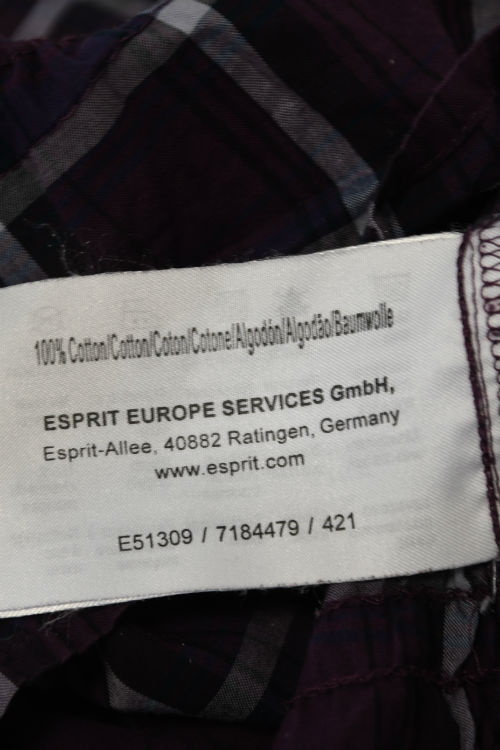 100% Cotton/Cotton/Coton/Cotone/Algodón/Algodão/Baumwolle
ESPRIT EUROPE SERVICES GmbH,
Esprit-Allee, 40882 Ratingen, Germany
www.esprit.com
E51309 / 7184479 / 421